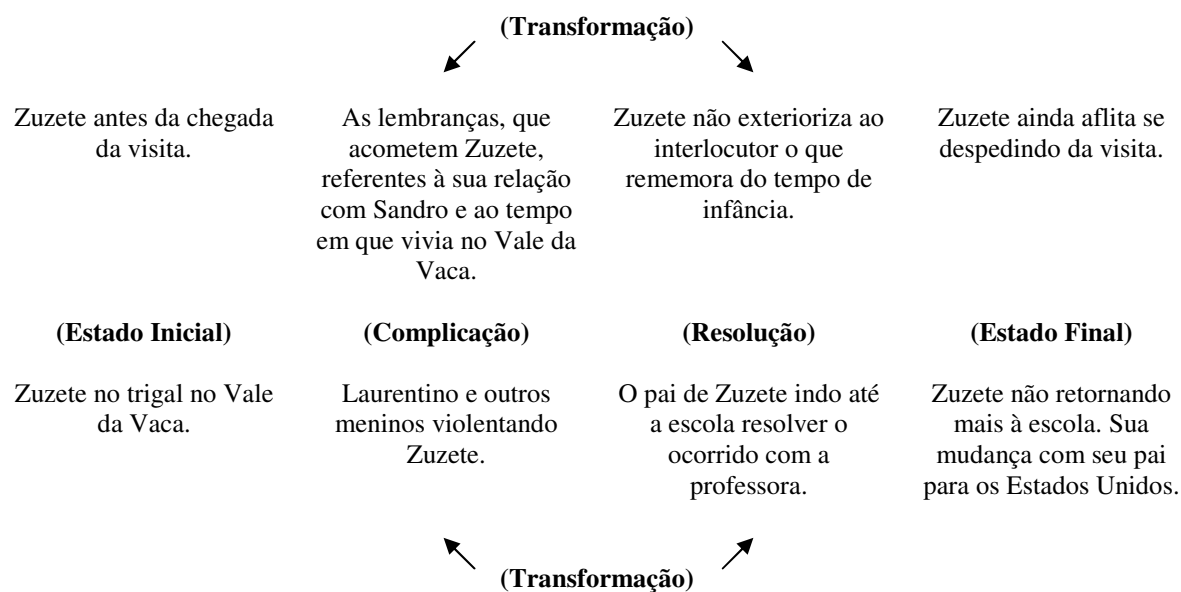 (Transformação)
Zuzete antes da chegada
da visita.
As lembranças, que
acometem Zuzete,
referentes à sua relação
com Sandro e ao tempo
em que vivia no Vale da
Vaca.
Zuzete não exterioriza ao
interlocutor o que
rememora do tempo de
infância.
Zuzete ainda aflita se
despedindo da visita.
(Estado Inicial)
(Complicação)
(Resolução)
(Estado Final)
Zuzete no trigal no Vale
da Vaca.
Laurentino e outros
meninos violentando
Zuzete.
O pai de Zuzete indo até
a escola resolver o
ocorrido com a
professora.
Zuzete não retornando
mais à escola. Sua
mudança com seu pai
para os Estados Unidos.
(Transformação)